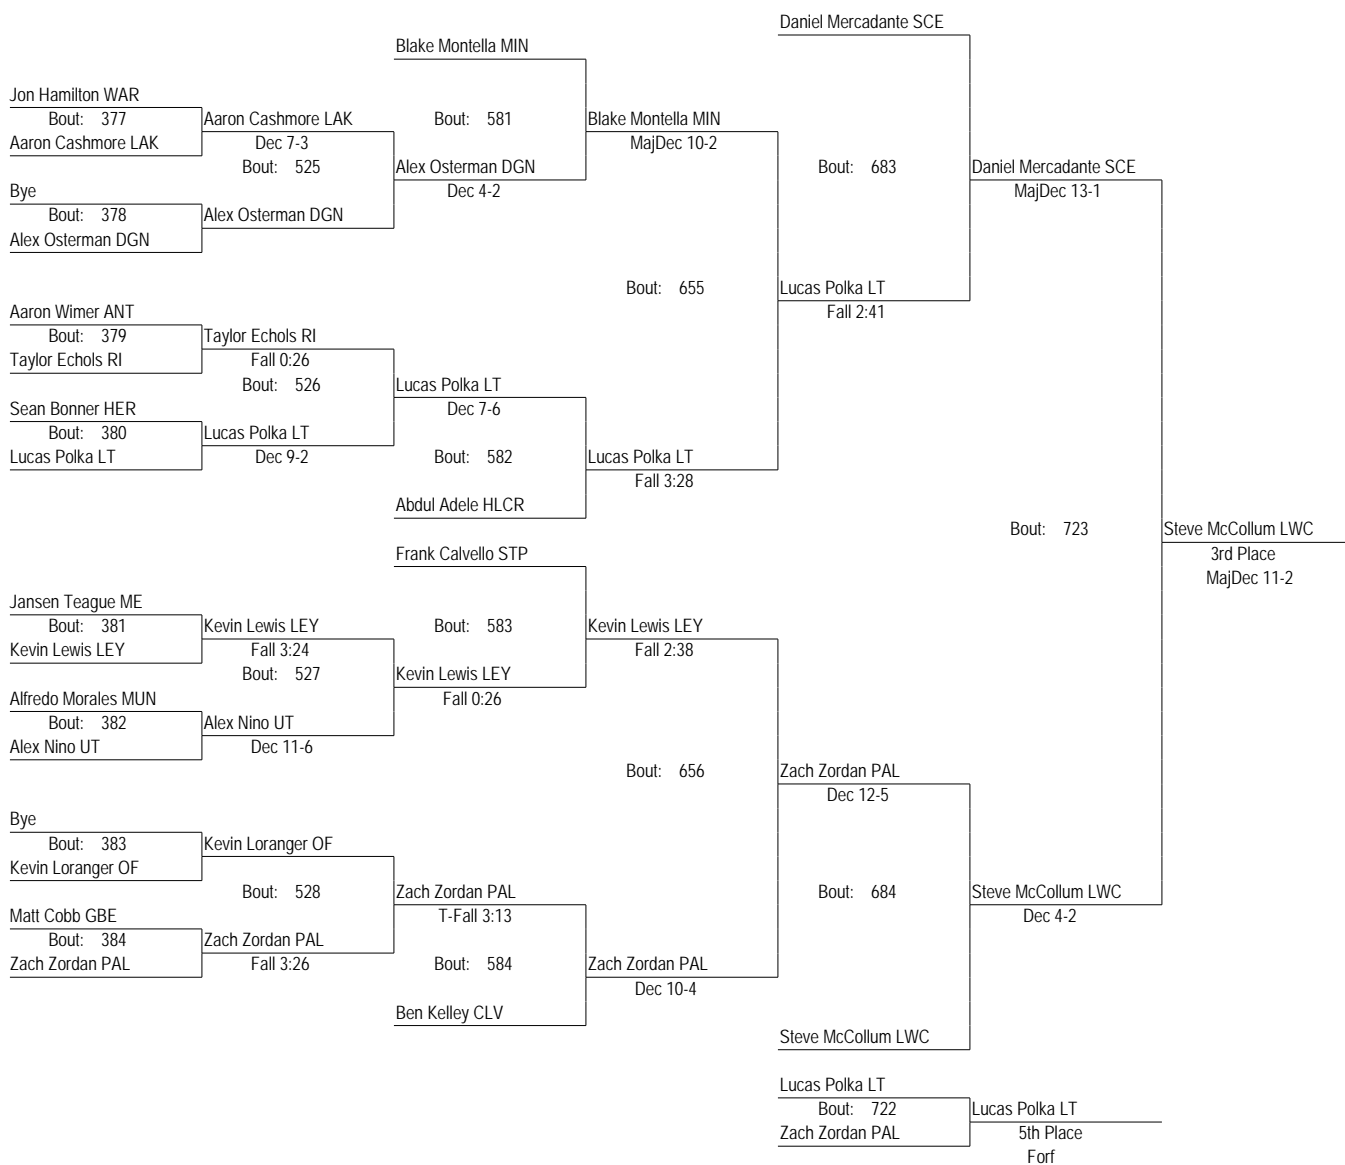 Daniel Mercadante SCE
Blake Montella MIN
Jon Hamilton WAR
Bout: 377
Aaron Cashmore LAK
Aaron Cashmore LAK
Dec 7-3
Bout: 525
Bout: 581
Blake Montella MIN
MajDec 10-2
Alex Osterman DGN
Dec 4-2
Bout: 683
Daniel Mercadante SCE
MajDec 13-1
Bye
Bout: 378
Alex Osterman DGN
Alex Osterman DGN
Bout: 655
Lucas Polka LT
Fall 2:41
Aaron Wimer ANT
Bout: 379
Taylor Echols RI
Taylor Echols RI
Fall 0:26
Bout: 526
Lucas Polka LT
Dec 7-6
Sean Bonner HER
Bout: 380
Lucas Polka LT
Lucas Polka LT
Dec 9-2
Bout: 582
Lucas Polka LT
Fall 3:28
Abdul Adele HLCR
Bout: 723
Steve McCollum LWC
3rd Place
MajDec 11-2
Frank Calvello STP
Jansen Teague ME
Bout: 381
Kevin Lewis LEY
Kevin Lewis LEY
Fall 3:24
Bout: 527
Bout: 583
Kevin Lewis LEY
Fall 2:38
Kevin Lewis LEY
Fall 0:26
Alfredo Morales MUN
Bout: 382
Alex Nino UT
Alex Nino UT
Dec 11-6
Bout: 656
Zach Zordan PAL
Dec 12-5
Bye
Bout: 383
Kevin Loranger OF
Kevin Loranger OF
Bout: 528
Zach Zordan PAL
T-Fall 3:13
Bout: 684
Steve McCollum LWC
Dec 4-2
Matt Cobb GBE
Bout: 384
Zach Zordan PAL
Zach Zordan PAL
Fall 3:26
Bout: 584
Zach Zordan PAL
Dec 10-4
Ben Kelley CLV
Steve McCollum LWC
Lucas Polka LT
Bout: 722
Zach Zordan PAL
Lucas Polka LT
5th Place
Forf